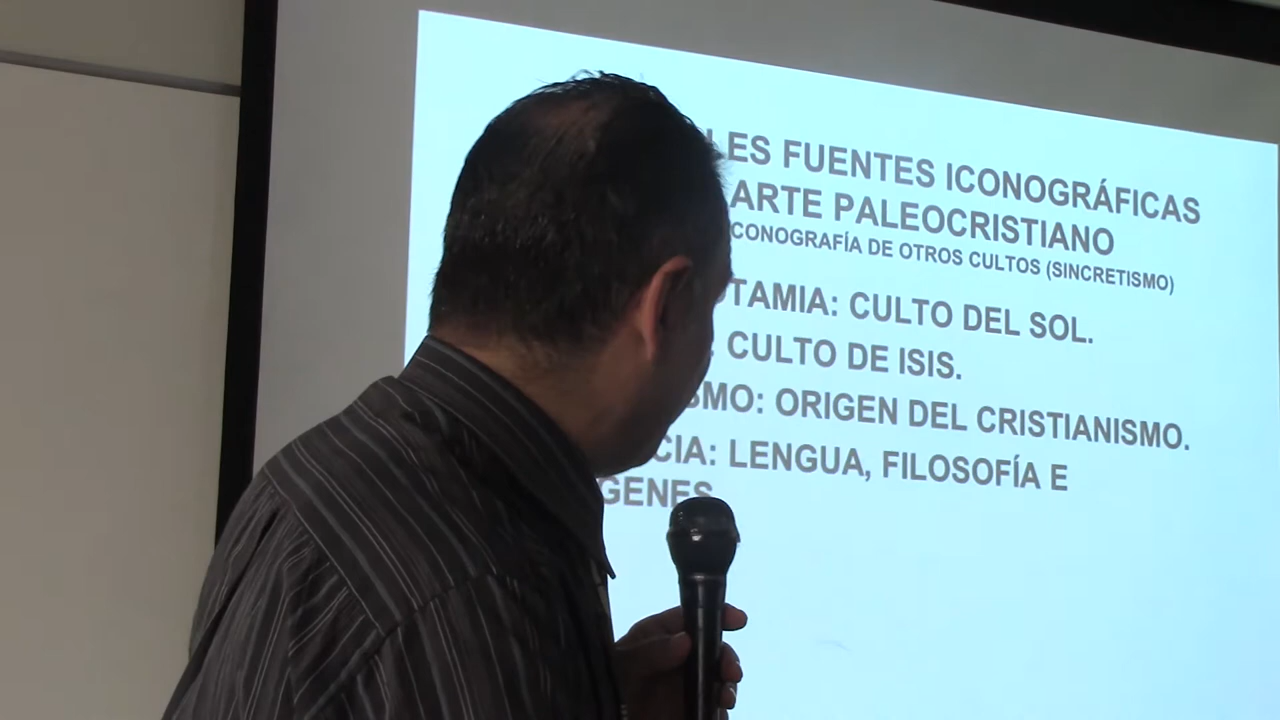 LES FUENTES ICONOGRÁFICAS
ARTE PALEOCRISTIANO
CONOGRAFÍA DE OTROS CULTOS (SINCRETISMO)
TAMIA: CULTO DEL SOL.
: CULTO DE ISIS.
SMO: ORIGEN DEL CRISTIANISMO.
CIA: LENGUA, FILOSOFÍA E
GENES